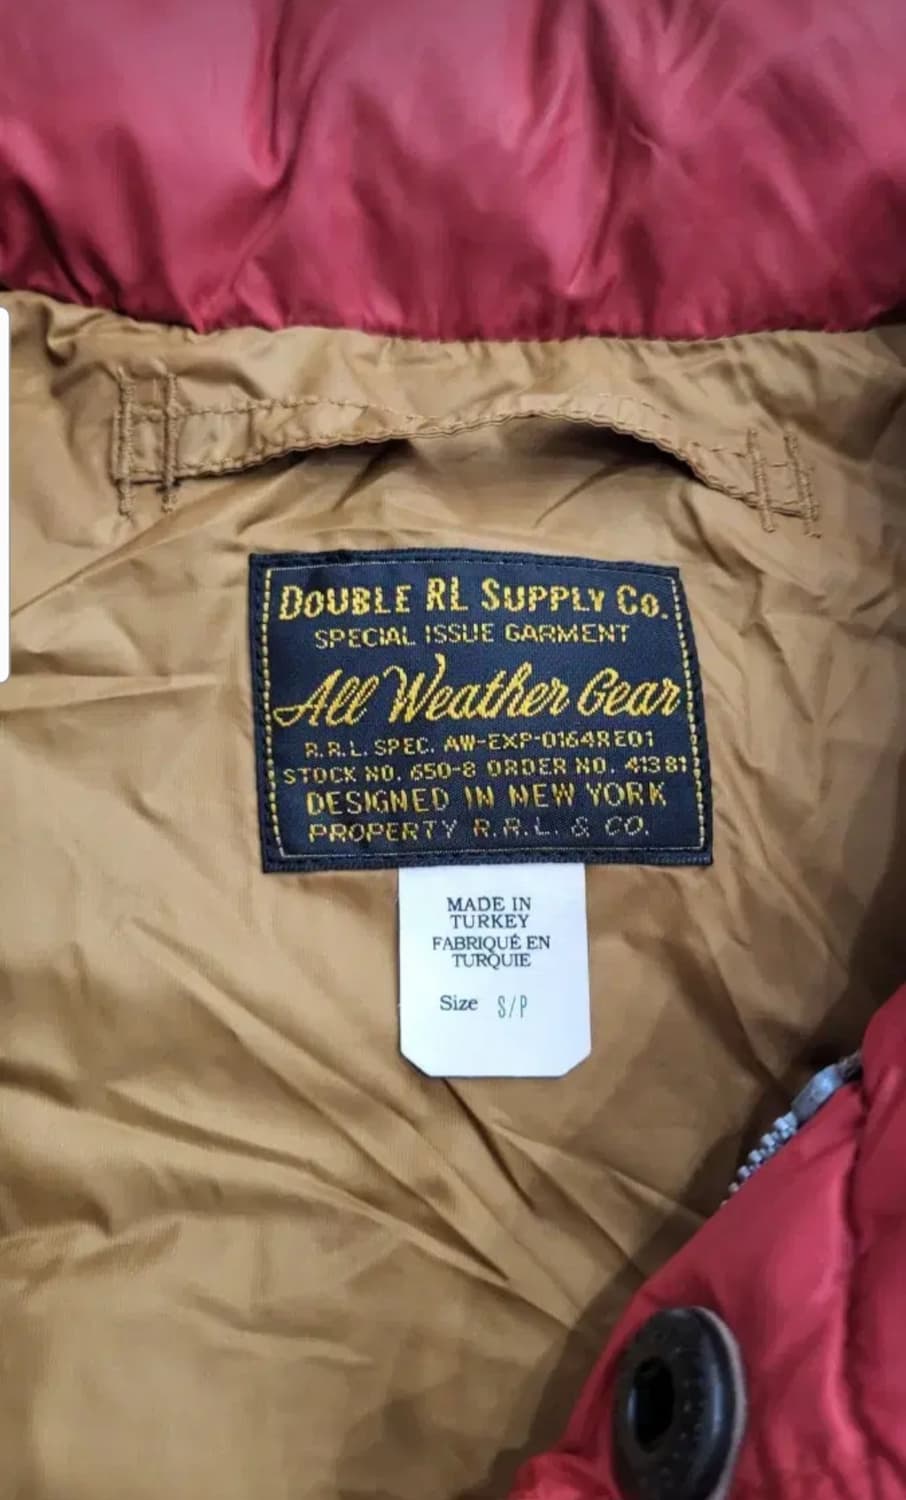 DOUBLE RL SUPPLY CO.
SPECIAL ISSUE GARMENT
All Weather Gear
R.R.L. SPEC. AW-EXP-0164RE01
STOCK NO. 650-8 ORDER NO. 41381
DESIGNED IN NEW YORK
PROPERTY R.R.L. & CO.
MADE IN
TURKEY
FABRIQUÉ EN
TURQUIE
Size S/P